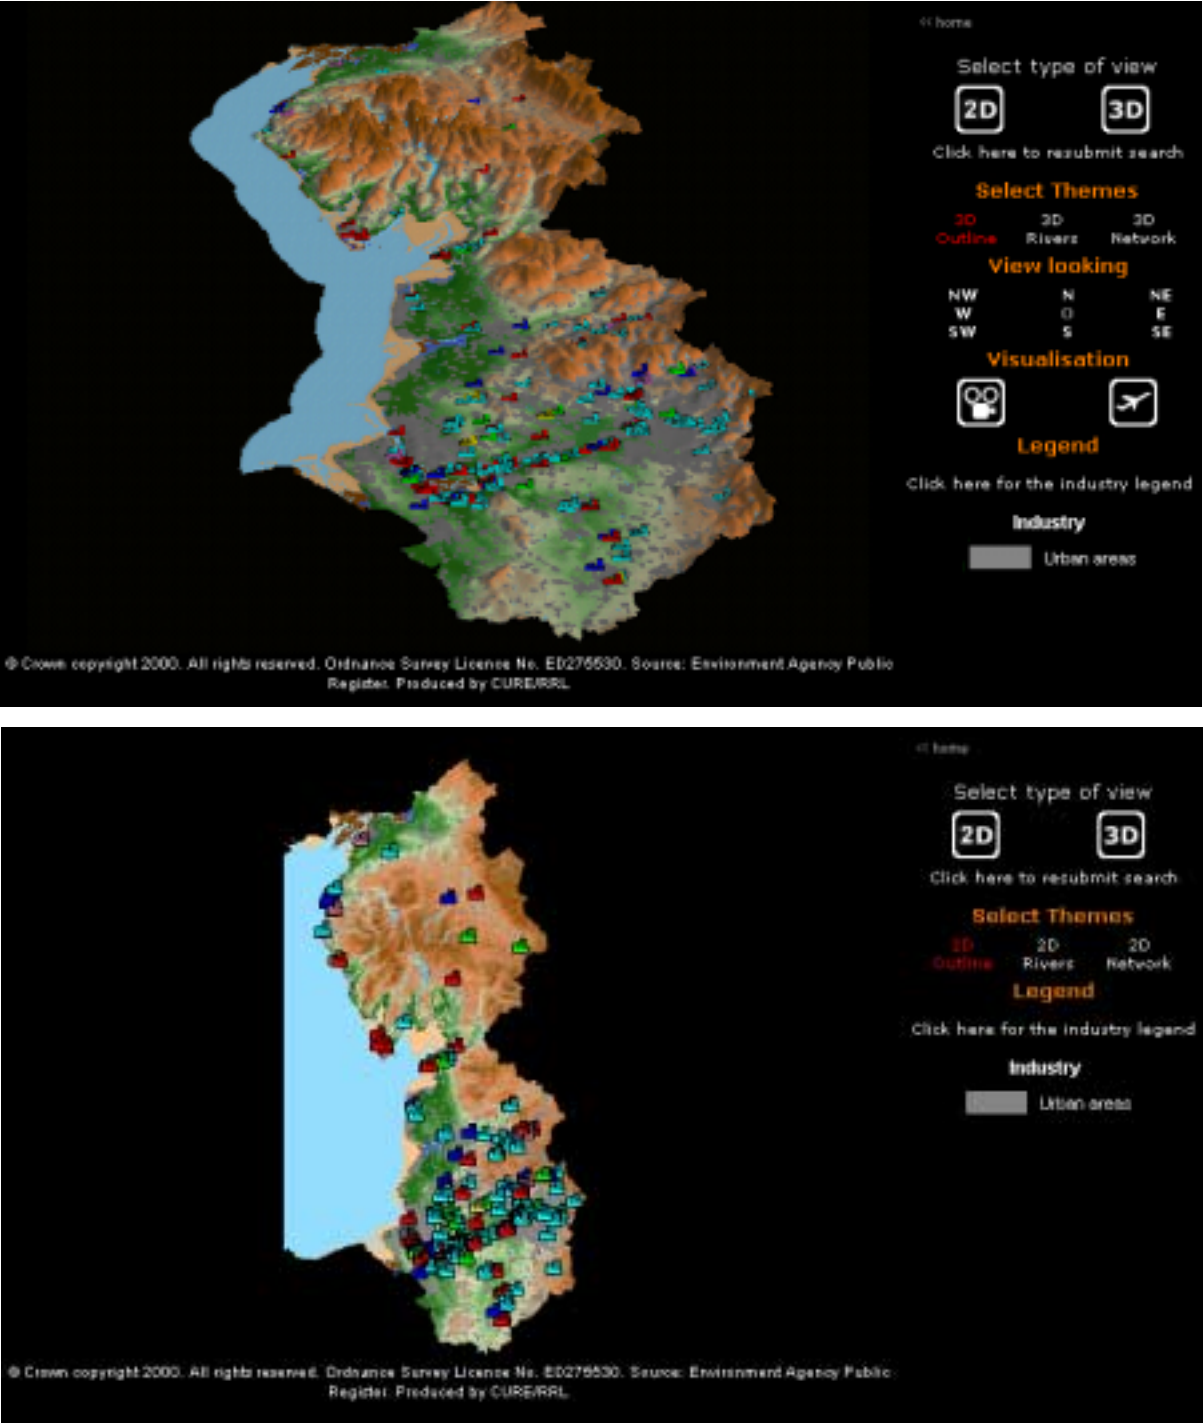 << home
Select type of view
2D 3D
Click here to resubmit search
Select Themes
3D 3D 3D
Outline Rivers Network
View looking
NW N NE
W O E
SW S SE
Visualisation
Legend
Click here for the industry legend
Industry
Urban areas
© Crown copyright 2000. All rights reserved. Ordnance Survey Licence No. ED275530. Source: Environment Agency Public
Register. Produced by CURE/RRL
<< home
Select type of view
2D 3D
Click here to resubmit search
Select Themes
2D 2D 2D
Outline Rivers Network
Legend
Click here for the industry legend
Industry
Urban areas
© Crown copyright 2000. All rights reserved. Ordnance Survey Licence No. ED275530. Source: Environment Agency Public
Register. Produced by CURE/RRL